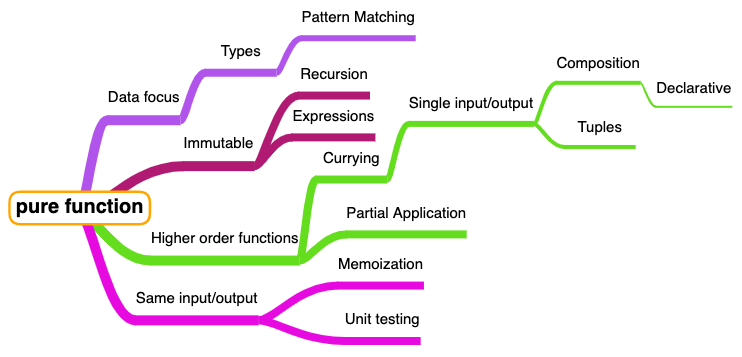 pure function
Data focus
Types
Pattern Matching
Immutable
Recursion
Expressions
Higher order functions
Currying
Single input/output
Composition
Declarative
Tuples
Partial Application
Same input/output
Memoization
Unit testing